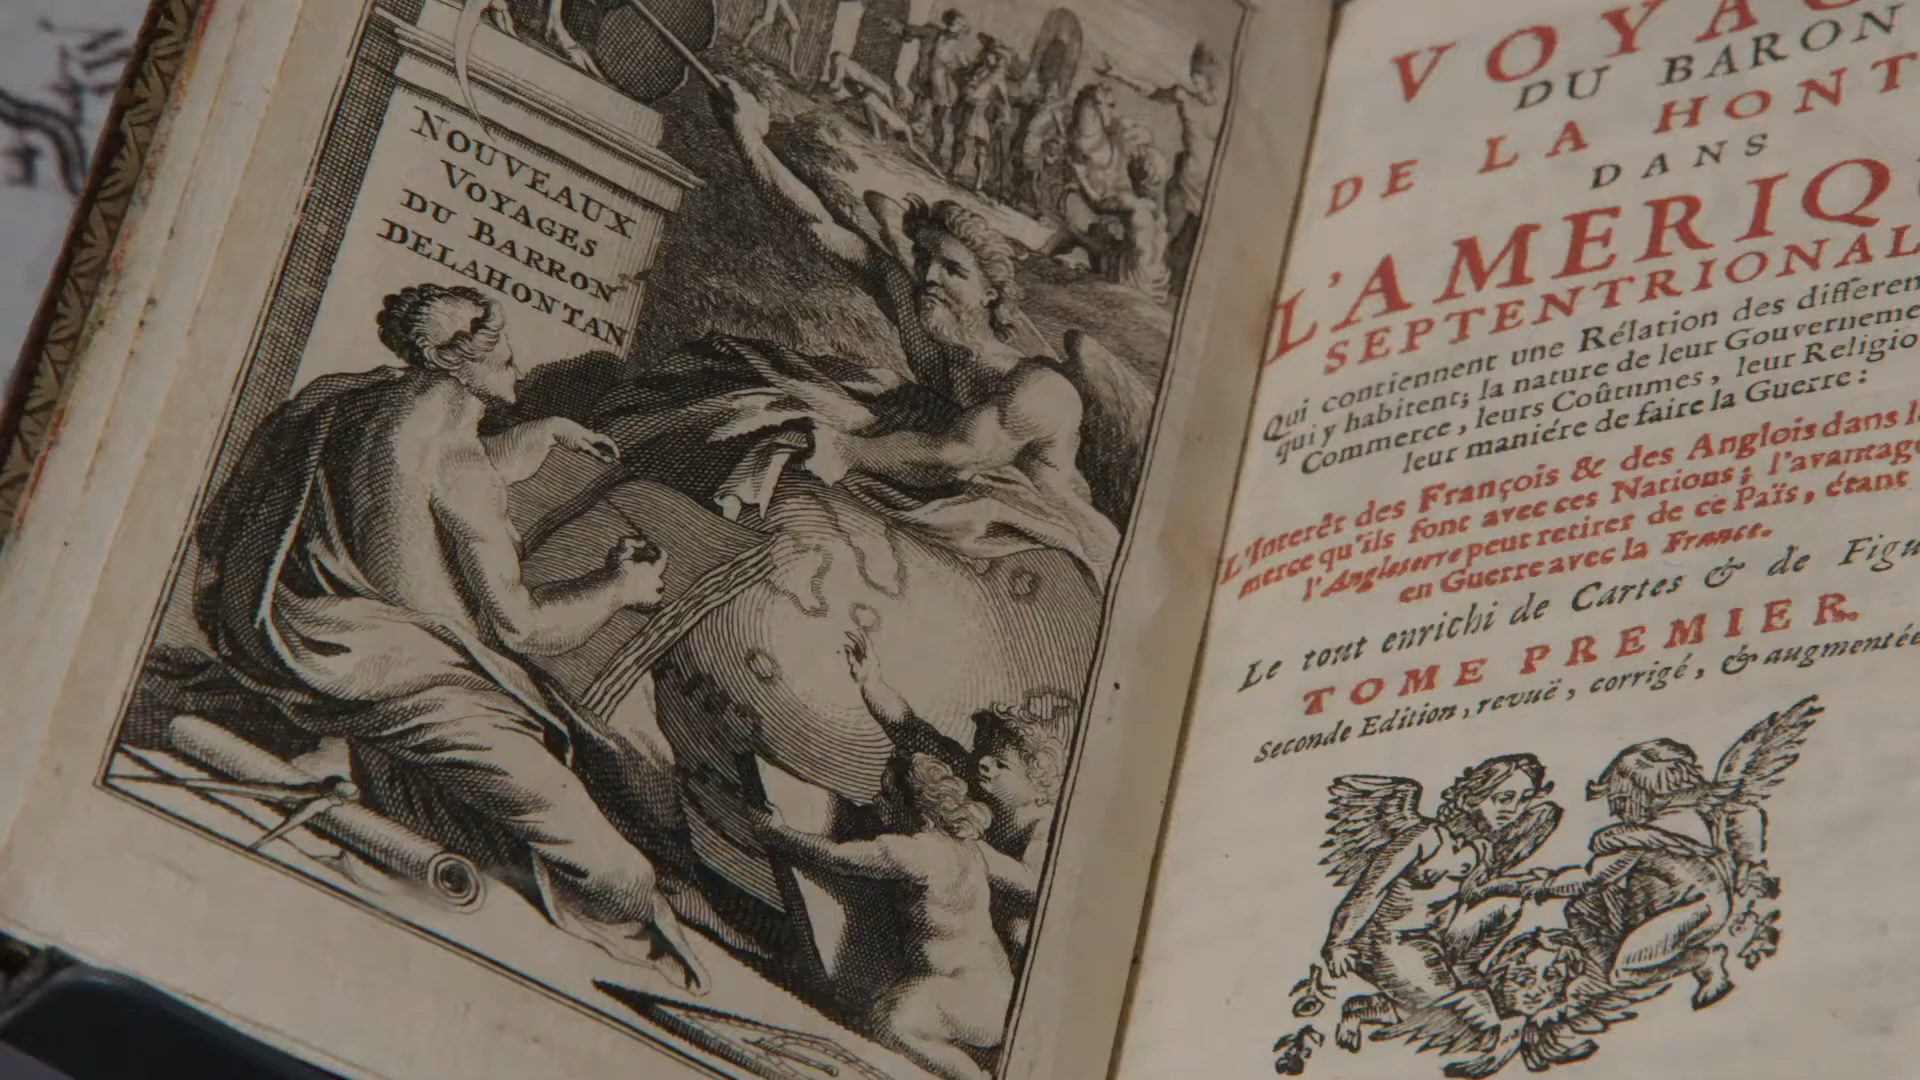 NOUVEAUX
VOYAGES
DU BARRON
DELAHONTAN
VOYAG
DU BARON
DE LA HONT
DANS
L'AMERIQU
SEPTENTRIONAL
Qui contiennent une Rélation des differen
qui y habitent; la nature de leur Gouverneme
Commerce, leurs Coûtumes, leur Religio
leur maniére de faire la Guerre:
L'Interêt des François & des Anglois dans l
merce qu'ils font avec ces Nations; l'avantage
l'Angleterre peut retirer de ce Païs, étant
en Guerre avec la France.
Le tout enrichi de Cartes & de Figu
TOME PREMIER.
Seconde Edition, revuë, corrigé, & augmentée